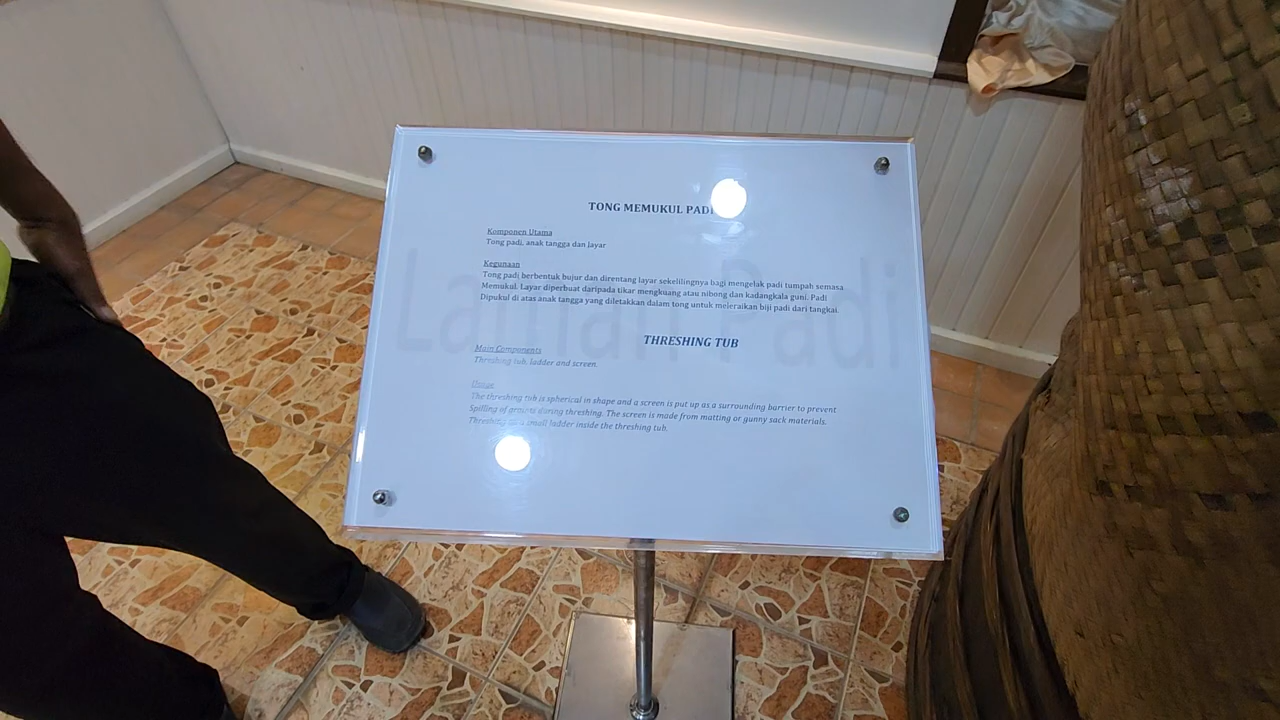 TONG MEMUKUL PADI
Komponen Utama
Tong padi, anak tangga dan layar
Kegunaan
Tong padi berbentuk bujur dan direntang layar sekelilingnya bagi mengelak padi tumpah semasa
Memukul. Layar diperbuat daripada tikar mengkuang atau nibong dan kadangkala guni. Padi
Dipukul di atas anak tangga yang diletakkan dalam tong untuk meleraikan biji padi dari tangkai.
Laman Padi
THRESHING TUB
Main Components
Threshing tub, ladder and screen.
Usage
The threshing tub is spherical in shape and a screen is put up as a surrounding barrier to prevent
Spilling of grains during threshing. The screen is made from matting or gunny sack materials.
Threshing small ladder inside the threshing tub.